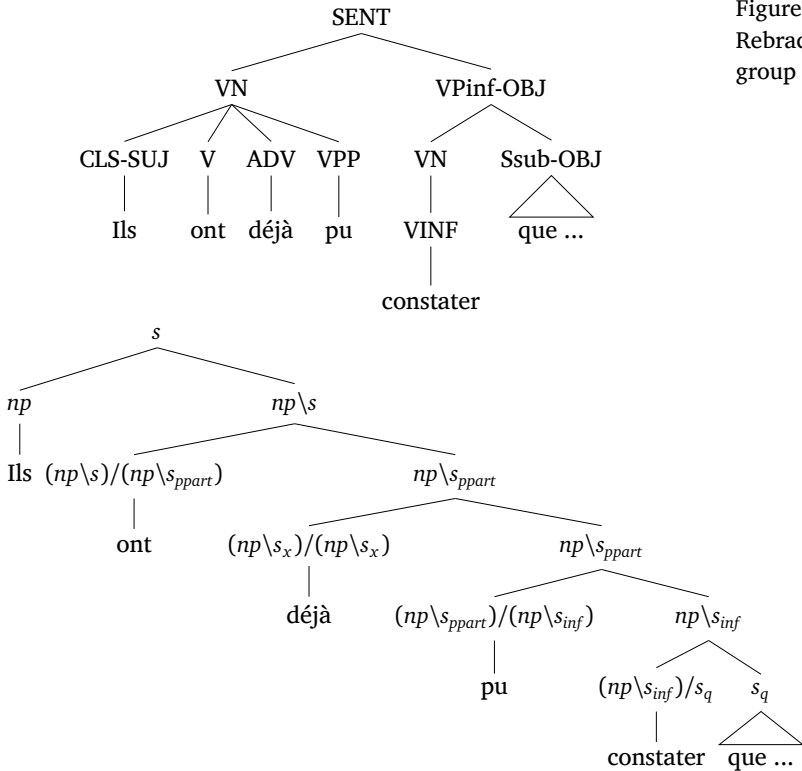 Figure
SENT
group
VN VPinf-OBJ
CLS-SUJ V ADV VPP VN Ssub-OBJ
Ils ont déjà pu VINF que ...
constater
s
np np\s
Ils (np\s)/(np\s_ppart) np\s_ppart
ont (np\s_x)/(np\s_x) np\s_ppart
déjà (np\s_ppart)/(np\s_inf) np\s_inf
pu (np\s_inf)/s_q s_q
constater que ...